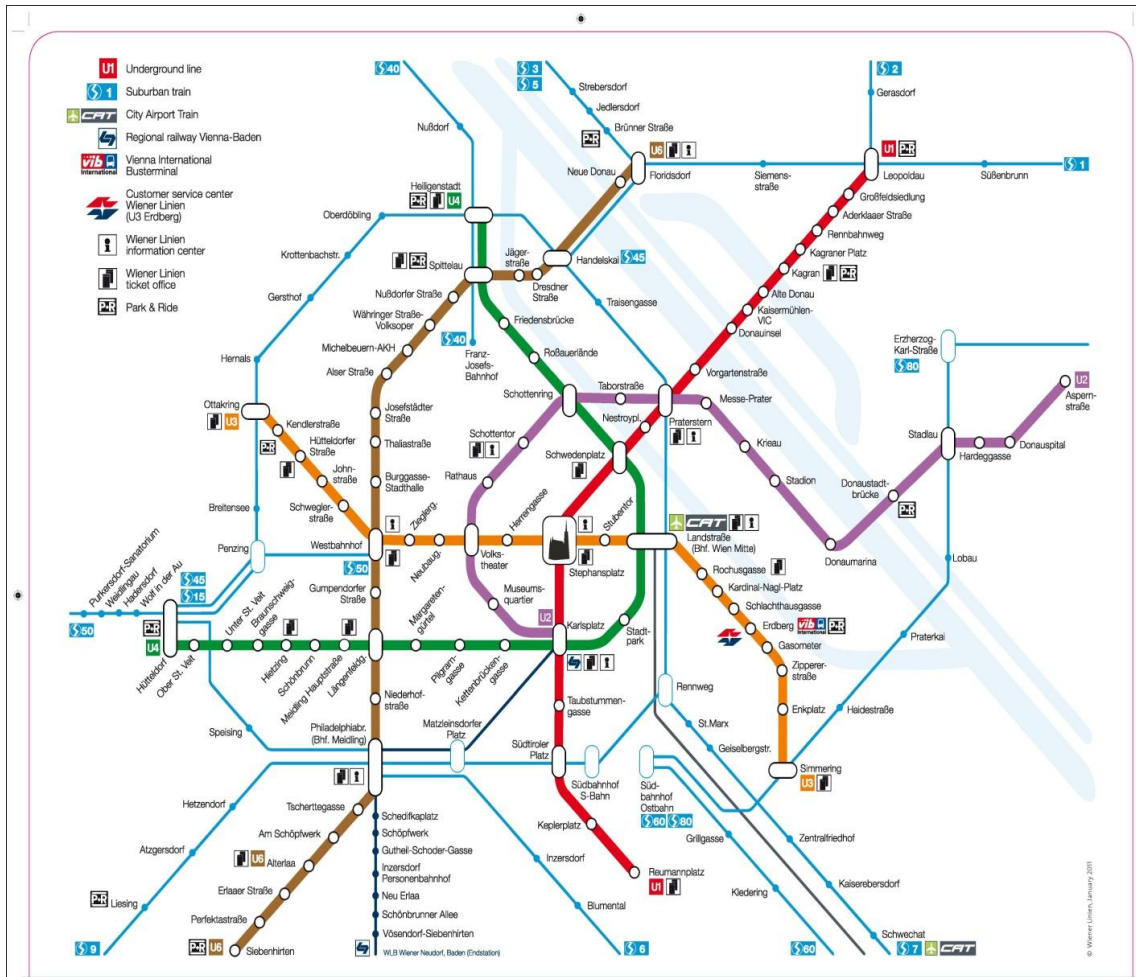 U1 Underground line
S 1 Suburban train
CAT City Airport Train
Regional railway Vienna-Baden
vib International
Vienna International
Busterminal
Customer service center
Wiener Linien
(U3 Erdberg)
i Wiener Linien
information center
Wiener Linien
ticket office
P+R Park & Ride
S 40
S 3
S 5
S 2
Strebersdorf
Jedlersdorf
Brünner Straße
P+R
U6 i
Gerasdorf
Nußdorf
Neue Donau
Floridsdorf
Siemens-
straße
U1 P+R
Leopoldau
Süßenbrunn
S 1
Heiligenstadt
P+R U4
Großfeldsiedlung
Aderklaaer Straße
Rennbahnweg
Kagraner Platz
Kagran P+R
Alte Donau
Kaisermühlen-
VIC
Donauinsel
Vorgartenstraße
Oberdöbling
Krottenbachstr.
Gersthof
Hernals
P+R
Spittelau
Jäger-
straße
Dresdner
Straße
Handelskai S 45
Traisengasse
Nußdorfer Straße
Währinger Straße-
Volksoper
Michelbeuern-AKH
Alser Straße
S 40
Franz-
Josefs-
Bahnhof
Friedensbrücke
Roßauerlände
Erzherzog-
Karl-Straße
S 80
U2
Aspern-
straße
Ottakring
U3
Kendlerstraße
P+R
Hütteldorfer
Straße
John-
straße
Schwegler-
straße
Josefstädter
Straße
Thaliastraße
Burggasse-
Stadthalle
Schottenring
Taborstraße
Nestroypl.
Praterstern
i
Messe-Prater
Krieau
Stadion
Donaumarina
Donaustadt-
brücke
P+R
Stadlau
Hardeggasse
Donauspital
Schottentor
i
Rathaus
Schwedenplatz
Breitensee
Penzing
Westbahnhof
i
S 50
Zieglerg.
Neubaug.
Volks-
theater
Herrengasse
i
Stephansplatz
Stubentor
CAT i
Landstraße
(Bhf. Wien Mitte)
Rochusgasse
Kardinal-Nagl-Platz
Schlachthausgasse
Erdberg vib International P+R
Gasometer
Zipperer-
straße
Enkplatz
Simmering
U3
Lobau
Praterkai
Haidestraße
Purkersdorf-Sanatorium
Weidlingau
Hadersdorf
Wolf in der Au
S 45
S 15
S 50
P+R
U4
Hütteldorf
Ober St. Veit
Unter St. Veit
Braunschweig-
gasse
Hietzing
Schönbrunn
Meidling Hauptstraße
Längenfeldg.
Gumpendorfer
Straße
Margareten-
gürtel
Pilgram-
gasse
Kettenbrücken-
gasse
Museums-
quartier
U2
Karlsplatz
i
Stadt-
park
Niederhof-
straße
Philadelphiabr.
(Bhf. Meidling)
i
Matzleinsdorfer
Platz
Taubstummen-
gasse
Südtiroler
Platz
Südbahnhof
S-Bahn
Süd-
bahnhof
Ostbahn
S 60 S 80
Rennweg
St.Marx
Geiselbergstr.
Speising
Hetzendorf
Atzgersdorf
P+R Liesing
S 9
Tscherttegasse
Am Schöpfwerk
U6 Alterlaa
Erlaaer Straße
Perfektastraße
P+R U6
Siebenhirten
Schedifkaplatz
Schöpfwerk
Gutheil-Schoder-Gasse
Inzersdorf
Personenbahnhof
Neu Erlaa
Schönbrunner Allee
Vösendorf-Siebenhirten
WLB Wiener Neudorf, Baden (Endstation)
Inzersdorf
Blumental
S 6
Keplerplatz
Reumannplatz
U1
Grillgasse
Kledering
S 60
Zentralfriedhof
Kaiserebersdorf
Schwechat
S 7 CAT
© Wiener Linien, January 2011